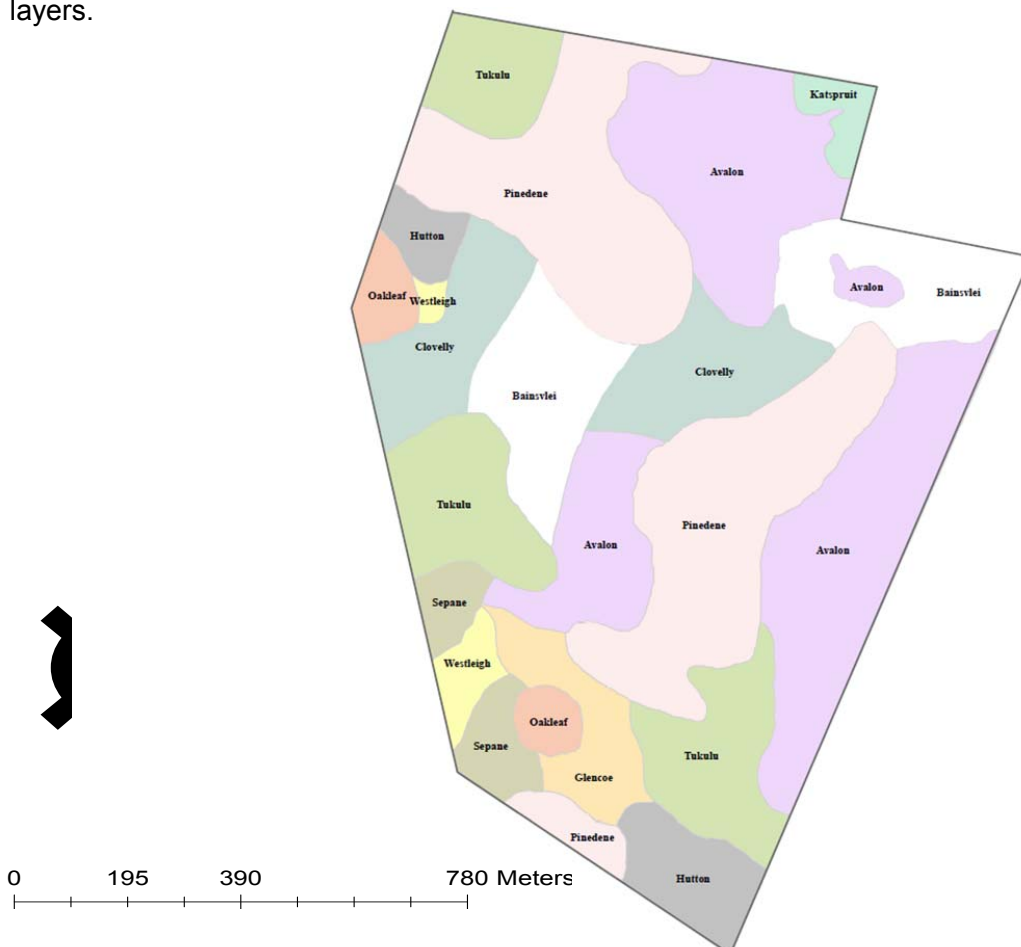 layers.
Tukulu
Katspruit
Avalon
Pinedene
Hutton
Avalon
Bainsvlei
Oakleaf
Westleigh
Clovelly
Clovelly
Bainsvlei
Tukulu
Pinedene
Avalon
Avalon
Sepane
Westleigh
Oakleaf
Sepane
Tukulu
Glencoe
Pinedene
Hutton
0 195 390 780 Meters